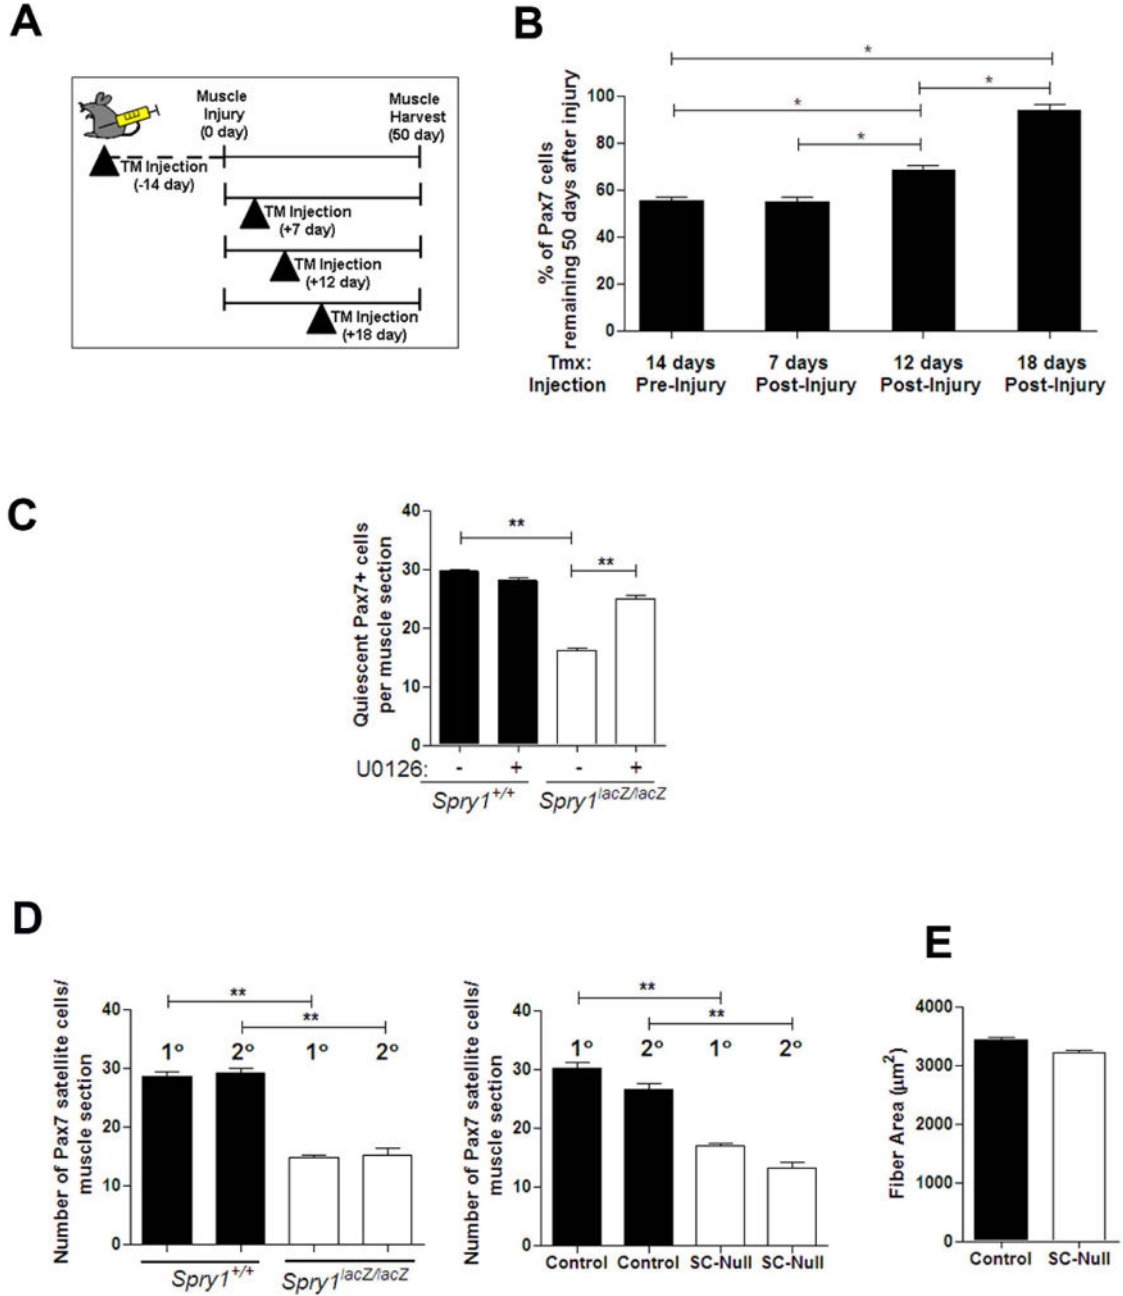 A
Muscle
Injury
(0 day)
Muscle
Harvest
(50 day)
TM Injection
(-14 day)
TM Injection
(+7 day)
TM Injection
(+12 day)
TM Injection
(+18 day)
B
% of Pax7 cells
remaining 50 days after injury
*
*
*
*
100
80
60
40
20
0
Tmx:
Injection
14 days
Pre-Injury
7 days
Post-Injury
12 days
Post-Injury
18 days
Post-Injury
C
Quiescent Pax7+ cells
per muscle section
40
30
20
10
0
**
**
U0126: - + - +
Spry1+/+ Spry1lacZ/lacZ
D
Number of Pax7 satellite cells/
muscle section
40
30
20
10
0
**
**
1° 2° 1° 2°
Spry1+/+ Spry1lacZ/lacZ
Number of Pax7 satellite cells/
muscle section
40
30
20
10
0
**
**
1° 2° 1° 2°
Control Control SC-Null SC-Null
E
Fiber Area (µm2)
4000
3000
2000
1000
0
Control SC-Null